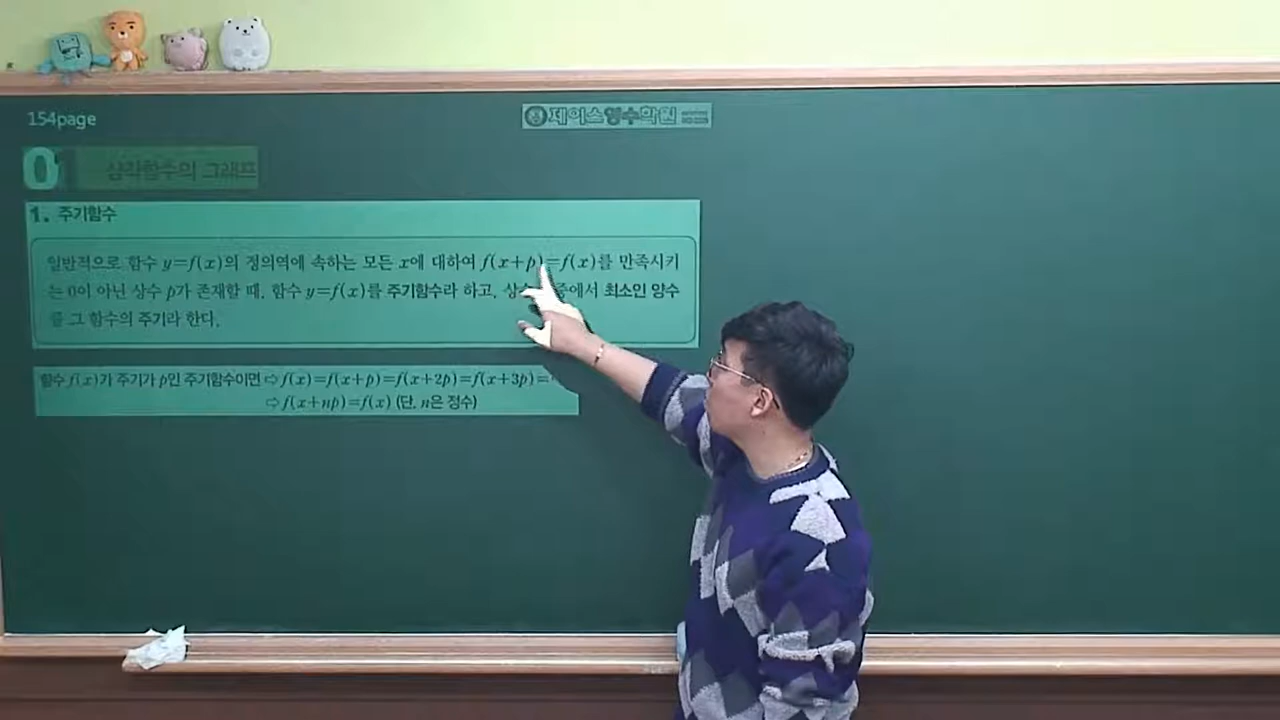 154page
제이스영수학원
0 삼각함수의 그래프
1. 주기함수
일반적으로 함수 y=f(x)의 정의역에 속하는 모든 x에 대하여 f(x+p)=f(x)를 만족시키
는 0이 아닌 상수 p가 존재할 때, 함수 y=f(x)를 주기함수라 하고, 상수 중에서 최소인 양수
를 그 함수의 주기라 한다.
함수 f(x)가 주기가 p인 주기함수이면 ⇨ f(x)=f(x+p)=f(x+2p)=f(x+3p)=
⇨ f(x+np)=f(x) (단, n은 정수)